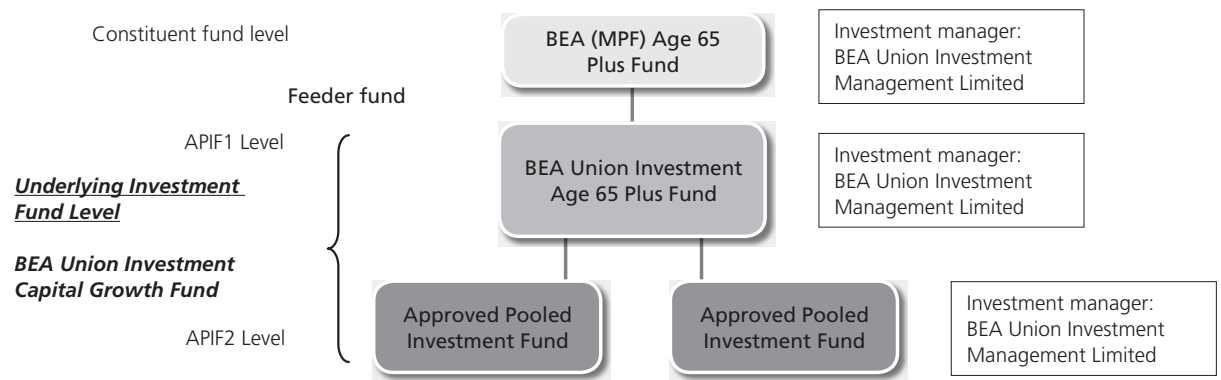 Constituent fund level
BEA (MPF) Age 65
Plus Fund
Investment manager:
BEA Union Investment
Management Limited
Feeder fund
APIF1 Level
BEA Union Investment
Age 65 Plus Fund
Investment manager:
BEA Union Investment
Management Limited
Underlying Investment
Fund Level
BEA Union Investment
Capital Growth Fund
APIF2 Level
Approved Pooled
Investment Fund
Approved Pooled
Investment Fund
Investment manager:
BEA Union Investment
Management Limited